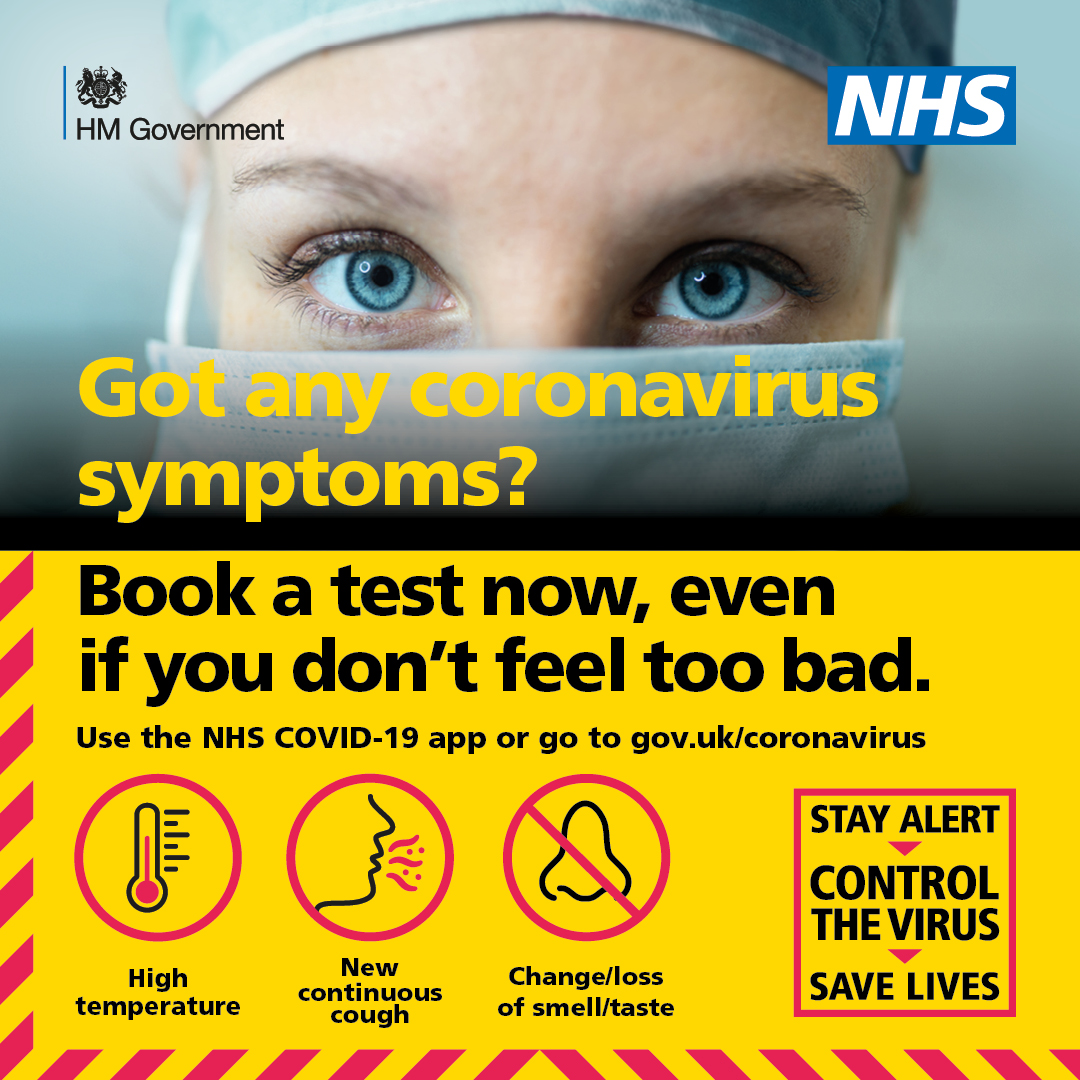 HM Government
NHS
Got any coronavirus
symptoms?
Book a test now, even
if you don’t feel too bad.
Use the NHS COVID-19 app or go to gov.uk/coronavirus
High
temperature
New
continuous
cough
Change/loss
of smell/taste
STAY ALERT
CONTROL
THE VIRUS
SAVE LIVES